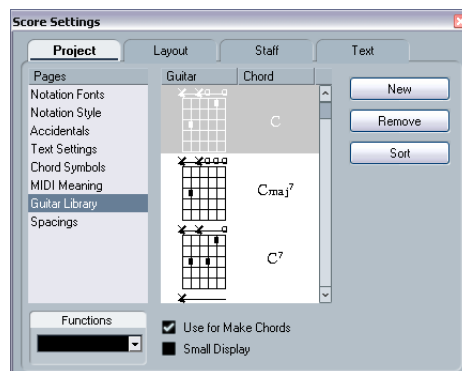 Score Settings
Project Layout Staff Text
Pages
Notation Fonts
Notation Style
Accidentals
Text Settings
Chord Symbols
MIDI Meaning
Guitar Library
Spacings
Functions
Guitar Chord
C
Cmaj7
C7
Use for Make Chords
Small Display
New
Remove
Sort